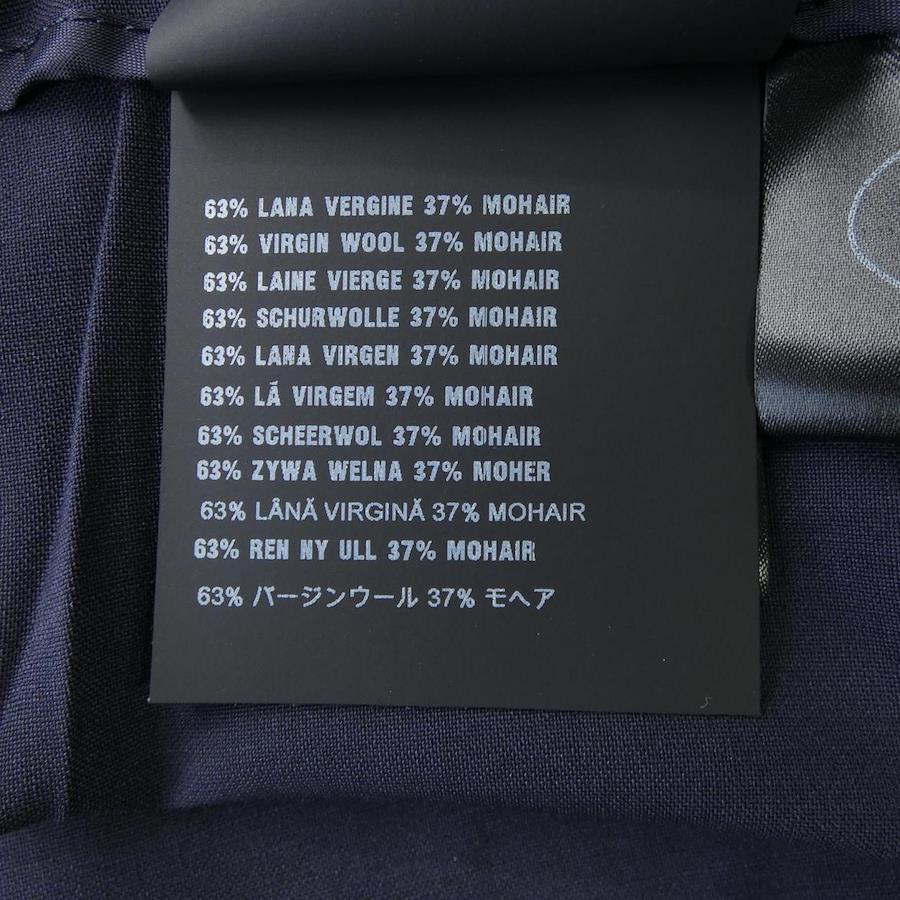 63% LANA VERGINE 37% MOHAIR
63% VIRGIN WOOL 37% MOHAIR
63% LAINE VIERGE 37% MOHAIR
63% SCHURWOLLE 37% MOHAIR
63% LANA VIRGEN 37% MOHAIR
63% LÃ VIRGEM 37% MOHAIR
63% SCHEERWOL 37% MOHAIR
63% ZYWA WELNA 37% MOHER
63% LÂNĂ VIRGINĂ 37% MOHAIR
63% REN NY ULL 37% MOHAIR
63% バージンウール 37% モヘア